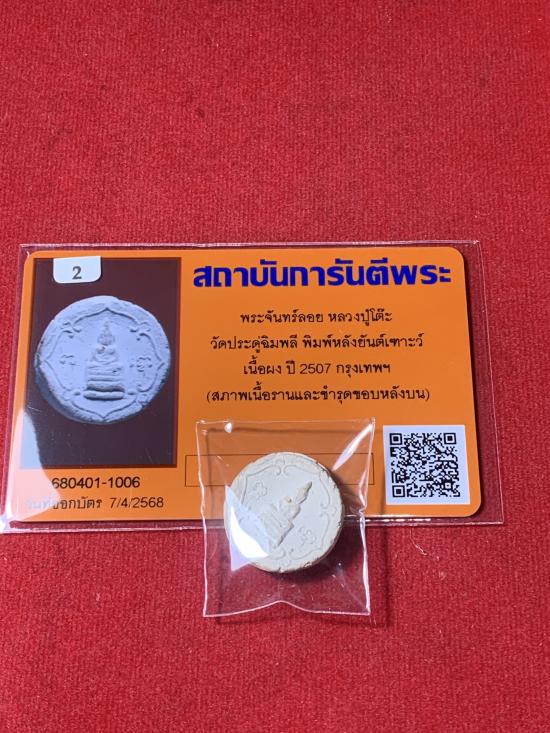 2
สถาบันการันตีพระ
พระจันทร์ลอย หลวงปู่โต๊ะ
วัดประดู่ฉิมพลี พิมพ์หลังยันต์เฑาะว์
เนื้อผง ปี 2507 กรุงเทพฯ
(สภาพเนื้อรานและชำรุดขอบหลังบน)
680401-1006
วันที่ออกบัตร 7/4/2568